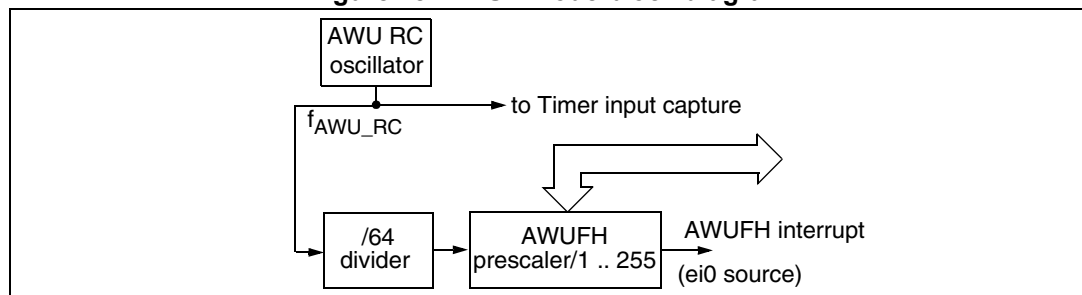 AWU RC
oscillator
to Timer input capture
fAWU_RC
/64
divider
AWUFH
prescaler/1 .. 255
AWUFH interrupt
(ei0 source)